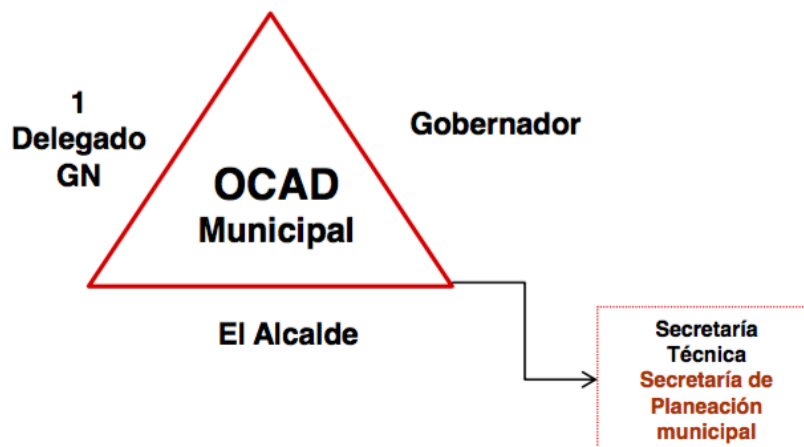 1
Delegado
GN
Gobernador
OCAD
Municipal
El Alcalde
Secretaría
Técnica
Secretaría de
Planeación
municipal